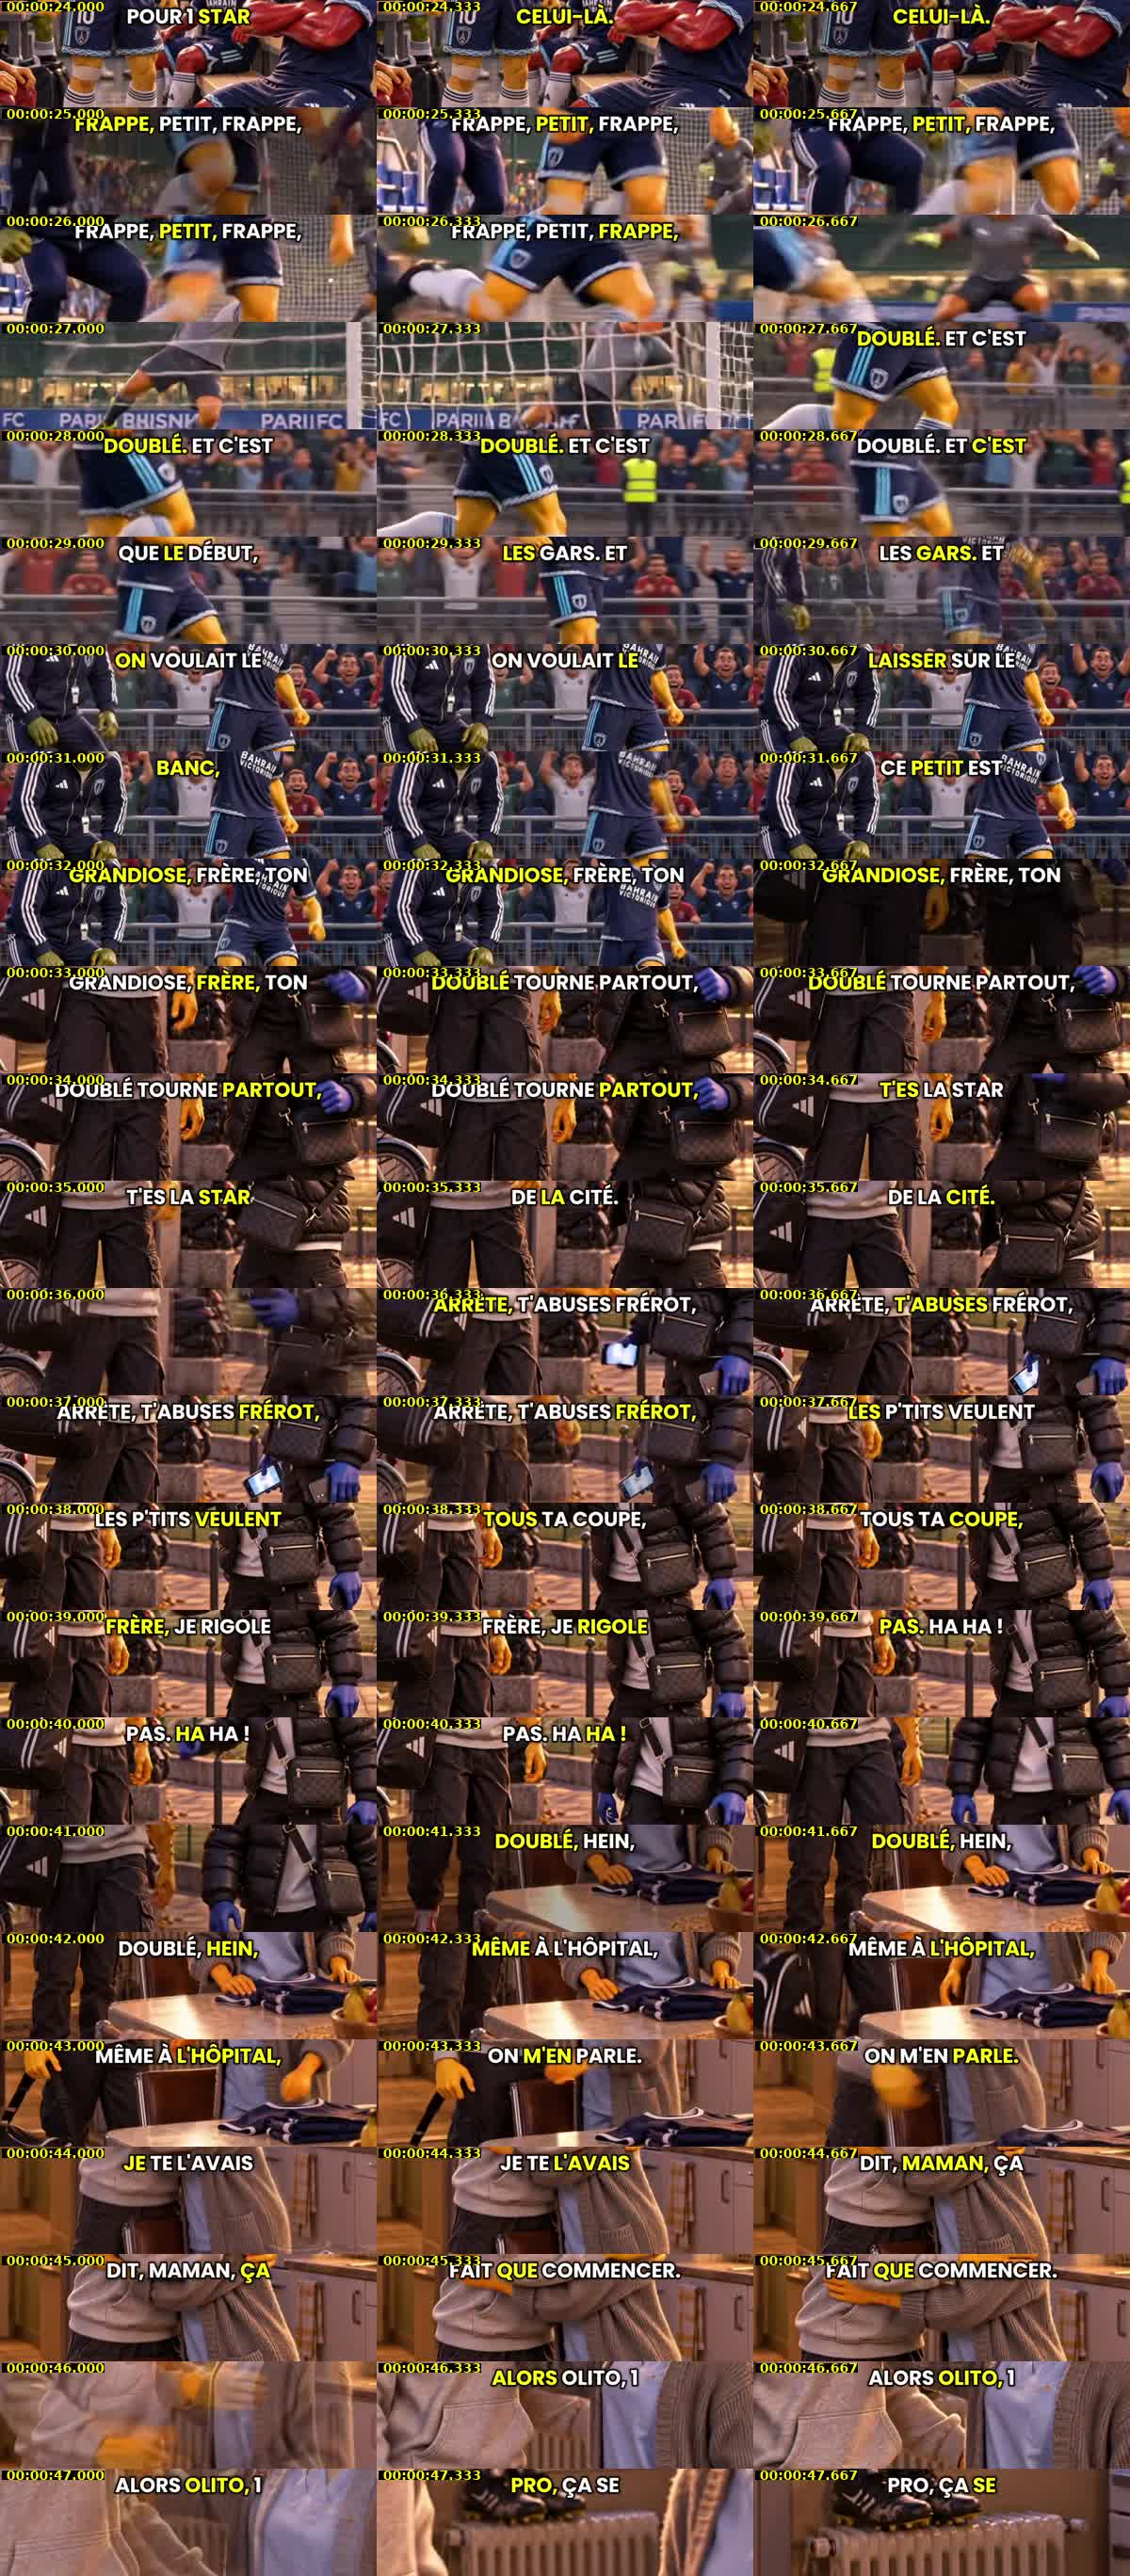 00:00:24.000 POUR 1 STAR
00:00:24.333 CELUI-LÀ.
00:00:24.667 CELUI-LÀ.
10
10
10
00:00:25.000 FRAPPE, PETIT, FRAPPE,
00:00:25.333 FRAPPE, PETIT, FRAPPE,
00:00:25.667 FRAPPE, PETIT, FRAPPE,
00:00:26.000 FRAPPE, PETIT, FRAPPE,
00:00:26.333 FRAPPE, PETIT, FRAPPE,
00:00:26.667
00:00:27.000
00:00:27.333
00:00:27.667 DOUBLÉ. ET C'EST
FC PARI FC
FC PARI FC
00:00:28.000 DOUBLÉ. ET C'EST
00:00:28.333 DOUBLÉ. ET C'EST
00:00:28.667 DOUBLÉ. ET C'EST
00:00:29.000 QUE LE DÉBUT,
00:00:29.333 LES GARS. ET
00:00:29.667 LES GARS. ET
00:00:30.000 ON VOULAIT LE
00:00:30.333 ON VOULAIT LE
00:00:30.667 LAISSER SUR LE
BAHRAIN
BAHRAIN
BAHRAIN
00:00:31.000 BANC,
00:00:31.333
00:00:31.667 CE PETIT EST
BAHRAIN VICTORIOUS
BAHRAIN VICTORIOUS
BAHRAIN VICTORIOUS
00:00:32.000 GRANDIOSE, FRÈRE, TON
00:00:32.333 GRANDIOSE, FRÈRE, TON
00:00:32.667 GRANDIOSE, FRÈRE, TON
00:00:33.000 GRANDIOSE, FRÈRE, TON
00:00:33.333 DOUBLÉ TOURNE PARTOUT,
00:00:33.667 DOUBLÉ TOURNE PARTOUT,
00:00:34.000 DOUBLÉ TOURNE PARTOUT,
00:00:34.333 DOUBLÉ TOURNE PARTOUT,
00:00:34.667 T'ES LA STAR
00:00:35.000 T'ES LA STAR
00:00:35.333 DE LA CITÉ.
00:00:35.667 DE LA CITÉ.
00:00:36.000
00:00:36.333 ARRÊTE, T'ABUSES FRÉROT,
00:00:36.667 ARRÊTE, T'ABUSES FRÉROT,
00:00:37.000 ARRÊTE, T'ABUSES FRÉROT,
00:00:37.333 ARRÊTE, T'ABUSES FRÉROT,
00:00:37.667 LES P'TITS VEULENT
00:00:38.000 LES P'TITS VEULENT
00:00:38.333 TOUS TA COUPE,
00:00:38.667 TOUS TA COUPE,
00:00:39.000 FRÈRE, JE RIGOLE
00:00:39.333 FRÈRE, JE RIGOLE
00:00:39.667 PAS. HA HA !
00:00:40.000 PAS. HA HA !
00:00:40.333 PAS. HA HA !
00:00:40.667
00:00:41.000
00:00:41.333 DOUBLÉ, HEIN,
00:00:41.667 DOUBLÉ, HEIN,
00:00:42.000 DOUBLÉ, HEIN,
00:00:42.333 MÊME À L'HÔPITAL,
00:00:42.667 MÊME À L'HÔPITAL,
00:00:43.000 MÊME À L'HÔPITAL,
00:00:43.333 ON M'EN PARLE.
00:00:43.667 ON M'EN PARLE.
00:00:44.000 JE TE L'AVAIS
00:00:44.333 JE TE L'AVAIS
00:00:44.667 DIT, MAMAN, ÇA
00:00:45.000 DIT, MAMAN, ÇA
00:00:45.333 FAIT QUE COMMENCER.
00:00:45.667 FAIT QUE COMMENCER.
00:00:46.000
00:00:46.333 ALORS OLITO, 1
00:00:46.667 ALORS OLITO, 1
00:00:47.000 ALORS OLITO, 1
00:00:47.333 PRO, ÇA SE
00:00:47.667 PRO, ÇA SE